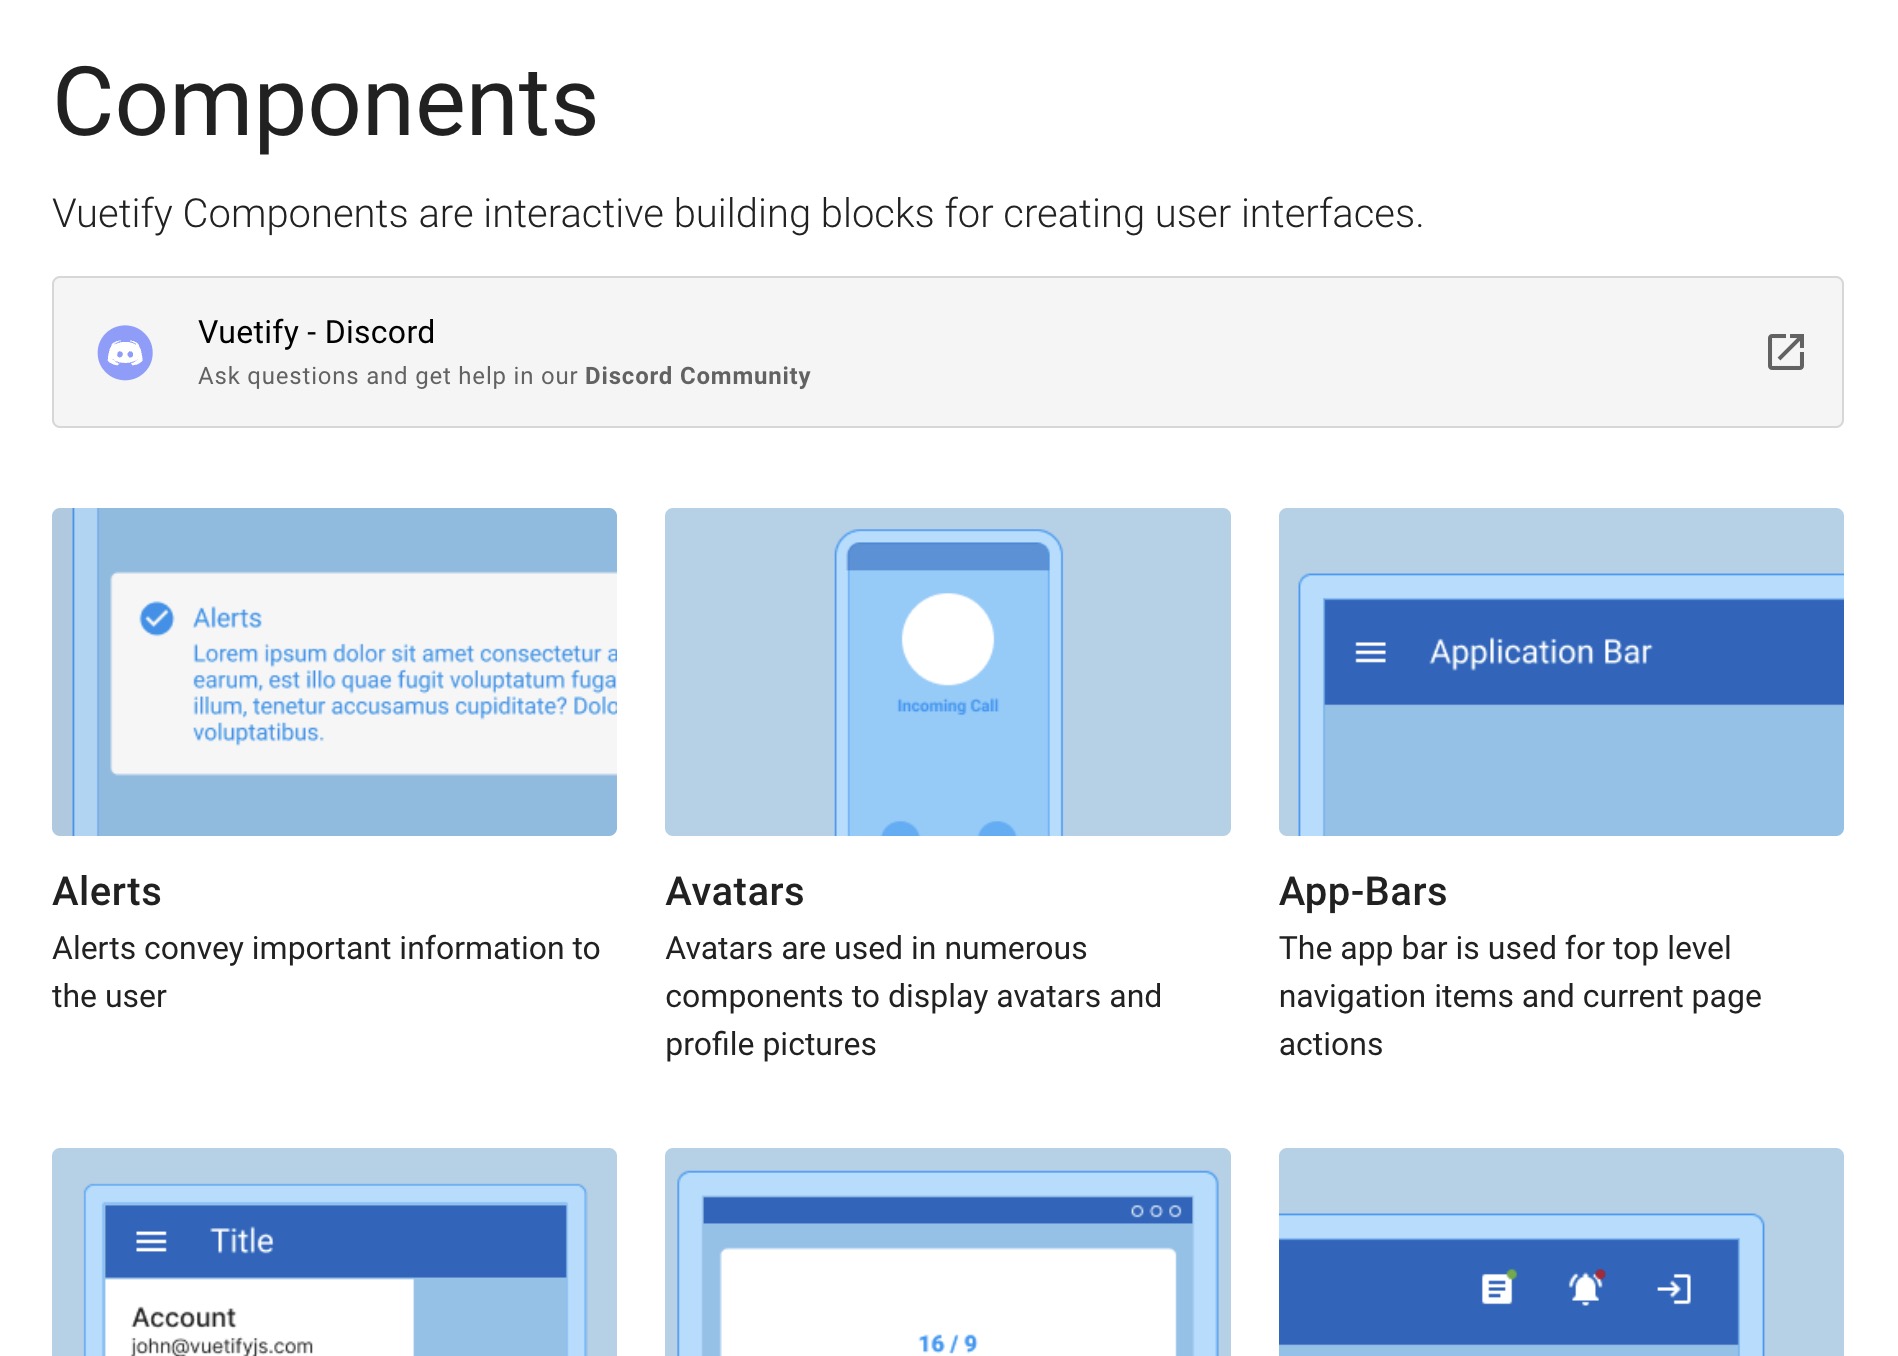 Components
Vuetify Components are interactive building blocks for creating user interfaces.
Vuetify - Discord
Ask questions and get help in our Discord Community
Alerts
Lorem ipsum dolor sit amet consectetur a
earum, est illo quae fugit voluptatum fuga
illum, tenetur accusamus cupiditate? Dolo
voluptatibus.
Incoming Call
Application Bar
Alerts
Alerts convey important information to
the user
Avatars
Avatars are used in numerous
components to display avatars and
profile pictures
App-Bars
The app bar is used for top level
navigation items and current page
actions
Title
Account
john@vuetifyjs.com
16 / 9